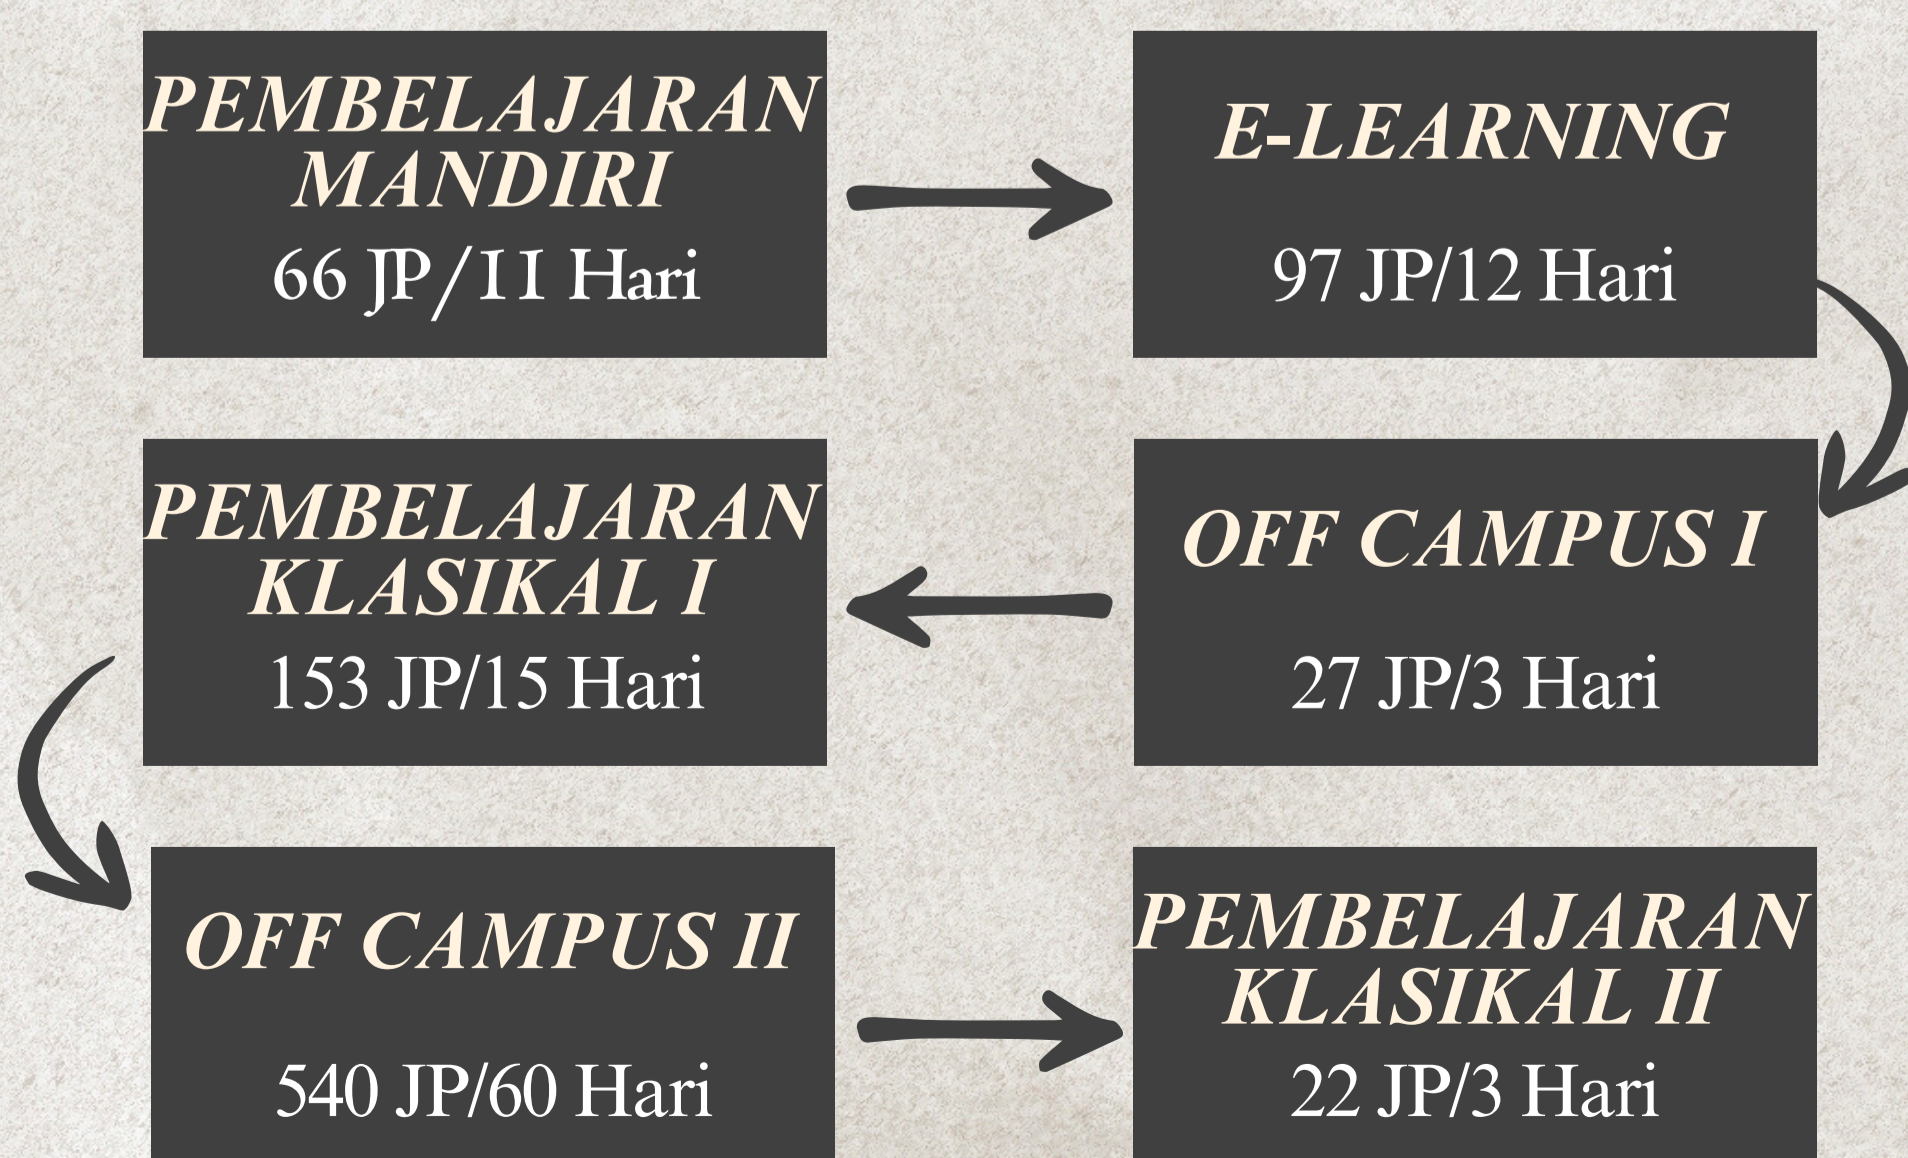 PEMBELAJARAN
MANDIRI
66 JP/11 Hari
E-LEARNING
97 JP/12 Hari
OFF CAMPUS I
27 JP/3 Hari
PEMBELAJARAN
KLASIKAL I
153 JP/15 Hari
OFF CAMPUS II
540 JP/60 Hari
PEMBELAJARAN
KLASIKAL II
22 JP/3 Hari